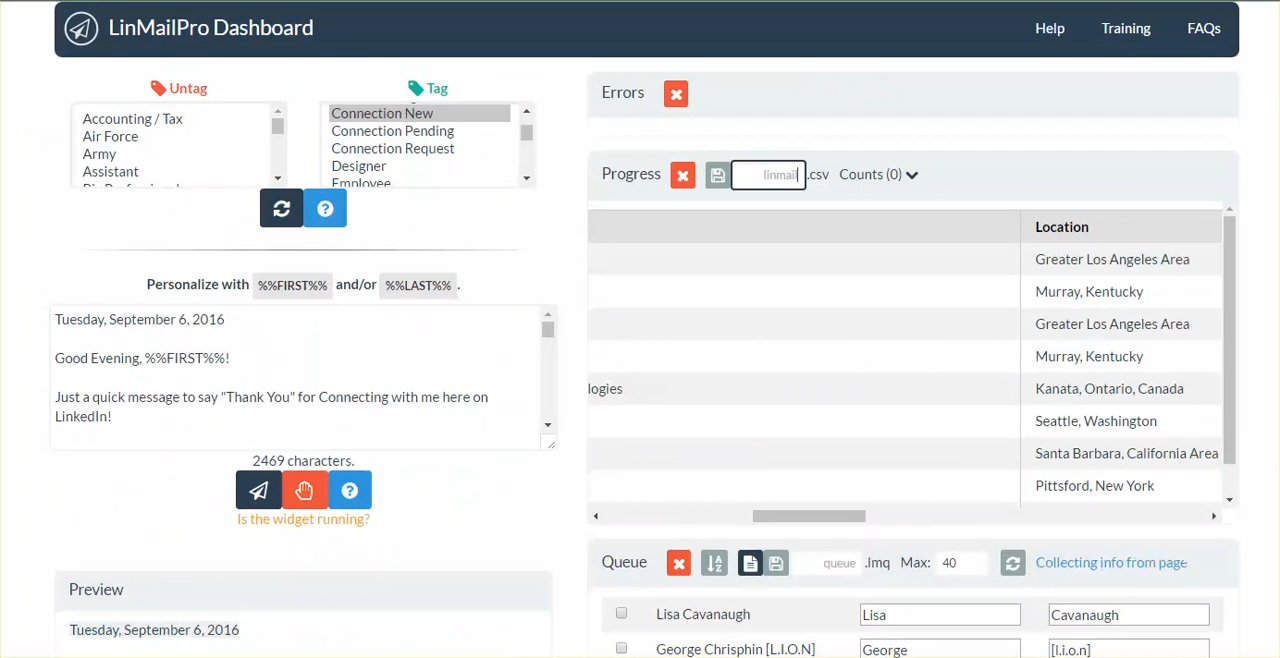 LinMailPro Dashboard
Help Training FAQs
Untag
Accounting / Tax
Air Force
Army
Assistant
Tag
Connection New
Connection Pending
Connection Request
Designer
Employee
Personalize with %%FIRST%% and/or %%LAST%% .
Tuesday, September 6, 2016
Good Evening, %%FIRST%%!
Just a quick message to say "Thank You" for Connecting with me here on
LinkedIn!
2469 characters.
Is the widget running?
Preview
Tuesday, September 6, 2016
Errors
Progress linmail .csv Counts (0)
Location
Greater Los Angeles Area
Murray, Kentucky
Greater Los Angeles Area
Murray, Kentucky
logies Kanata, Ontario, Canada
Seattle, Washington
Santa Barbara, California Area
Pittsford, New York
Queue queue .lmq Max: 40 Collecting info from page
Lisa Cavanaugh Lisa Cavanaugh
George Chrisphin [L.I.O.N] George [l.i.o.n]